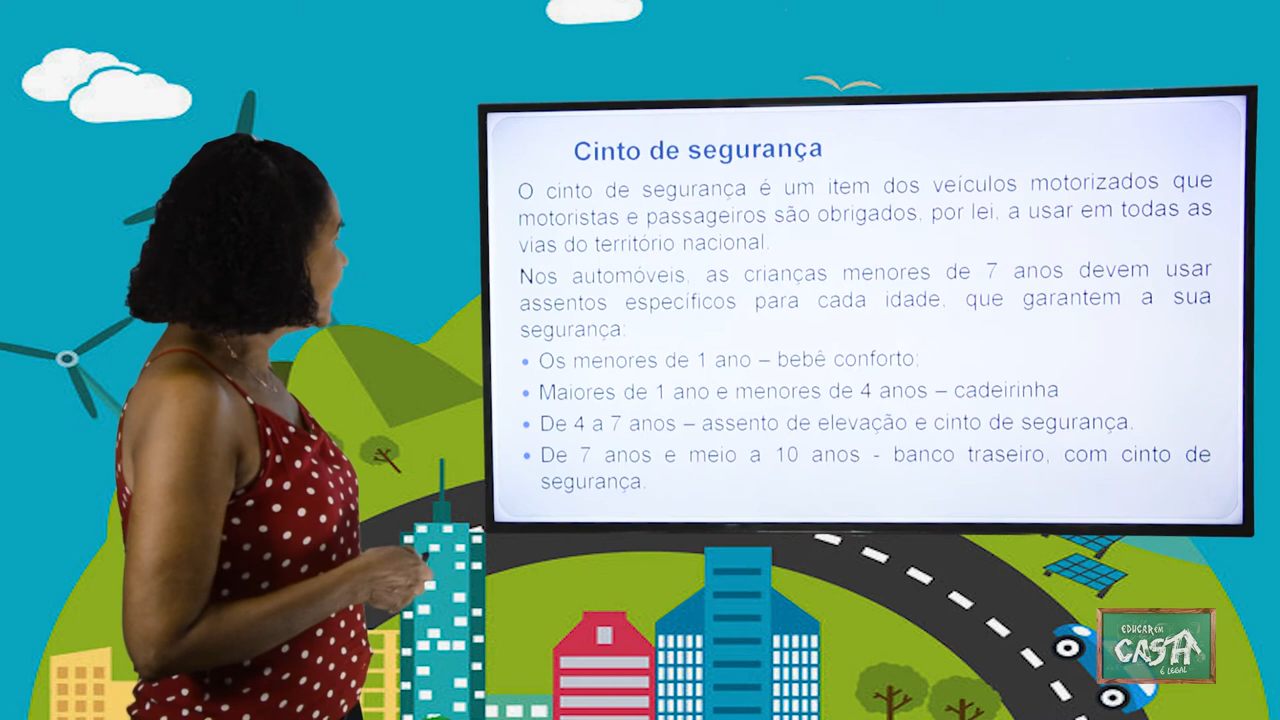 Cinto de segurança
O cinto de segurança é um item dos veículos motorizados que
motoristas e passageiros são obrigados, por lei, a usar em todas as
vias do território nacional.
Nos automóveis, as crianças menores de 7 anos devem usar
assentos específicos para cada idade, que garantem a sua
segurança:
• Os menores de 1 ano – bebê conforto;
• Maiores de 1 ano e menores de 4 anos – cadeirinha
• De 4 a 7 anos – assento de elevação e cinto de segurança.
• De 7 anos e meio a 10 anos - banco traseiro, com cinto de
segurança.
EDUCAR EM
CASA
É LEGAL